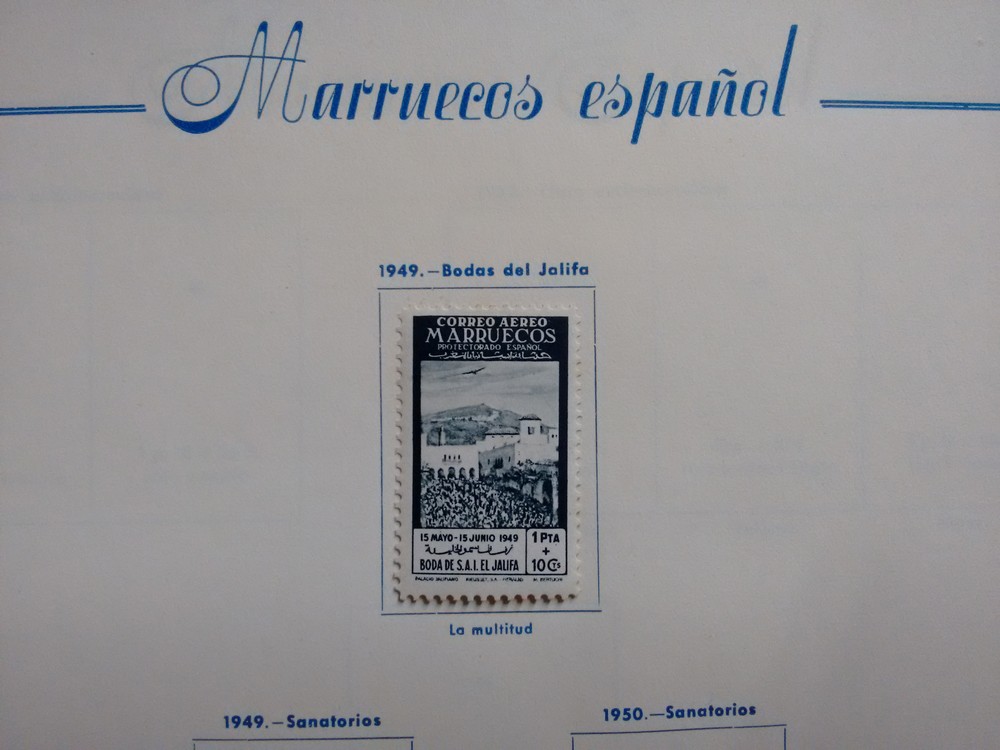 Marruecos español
1949.—Bodas del Jalifa
CORREO AEREO
MARRUECOS
PROTECTORADO ESPAÑOL
15 MAYO - 15 JUNIO 1949
BODA DE S.A.I. EL JALIFA
1 PTA
+
10 CTS
La multitud
1949.—Sanatorios
1950.—Sanatorios